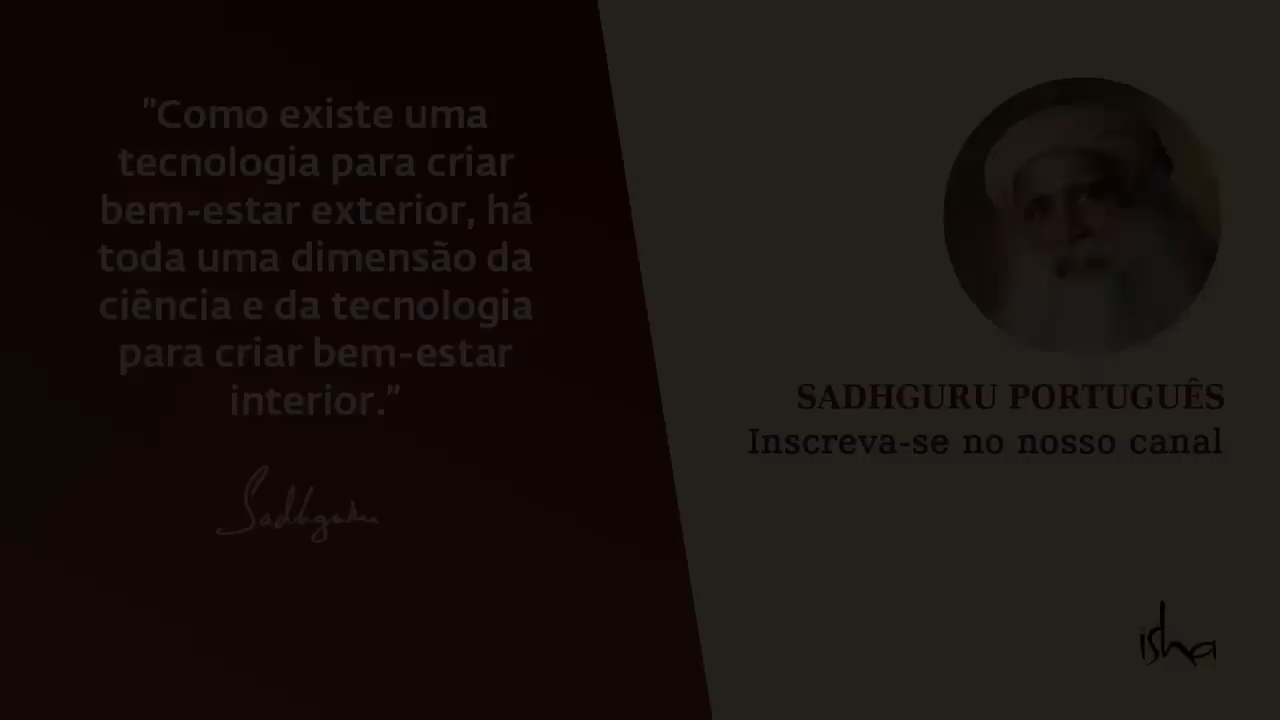 "Como existe uma
tecnologia para criar
bem-estar exterior, há
toda uma dimensão da
ciência e da tecnologia
para criar bem-estar
interior.”
Sadhguru
SADHGURU PORTUGUÊS
Inscreva-se no nosso canal
isha